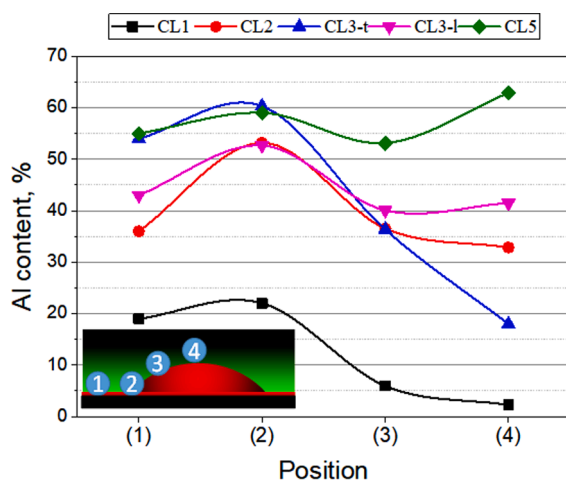 CL1 CL2 CL3-t CL3-l CL5
70
60
50
40
30
20
10
0
Al content, %
1 2 3 4
(1) (2) (3) (4)
Position